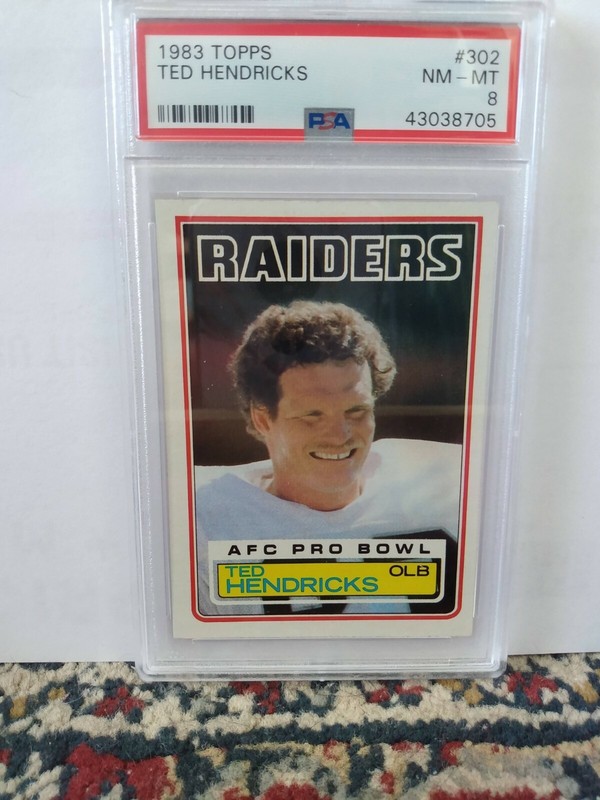 1983 TOPPS #302
TED HENDRICKS NM - MT
8
PSA 43038705
RAIDERS
AFC PRO BOWL
TED OLB
HENDRICKS